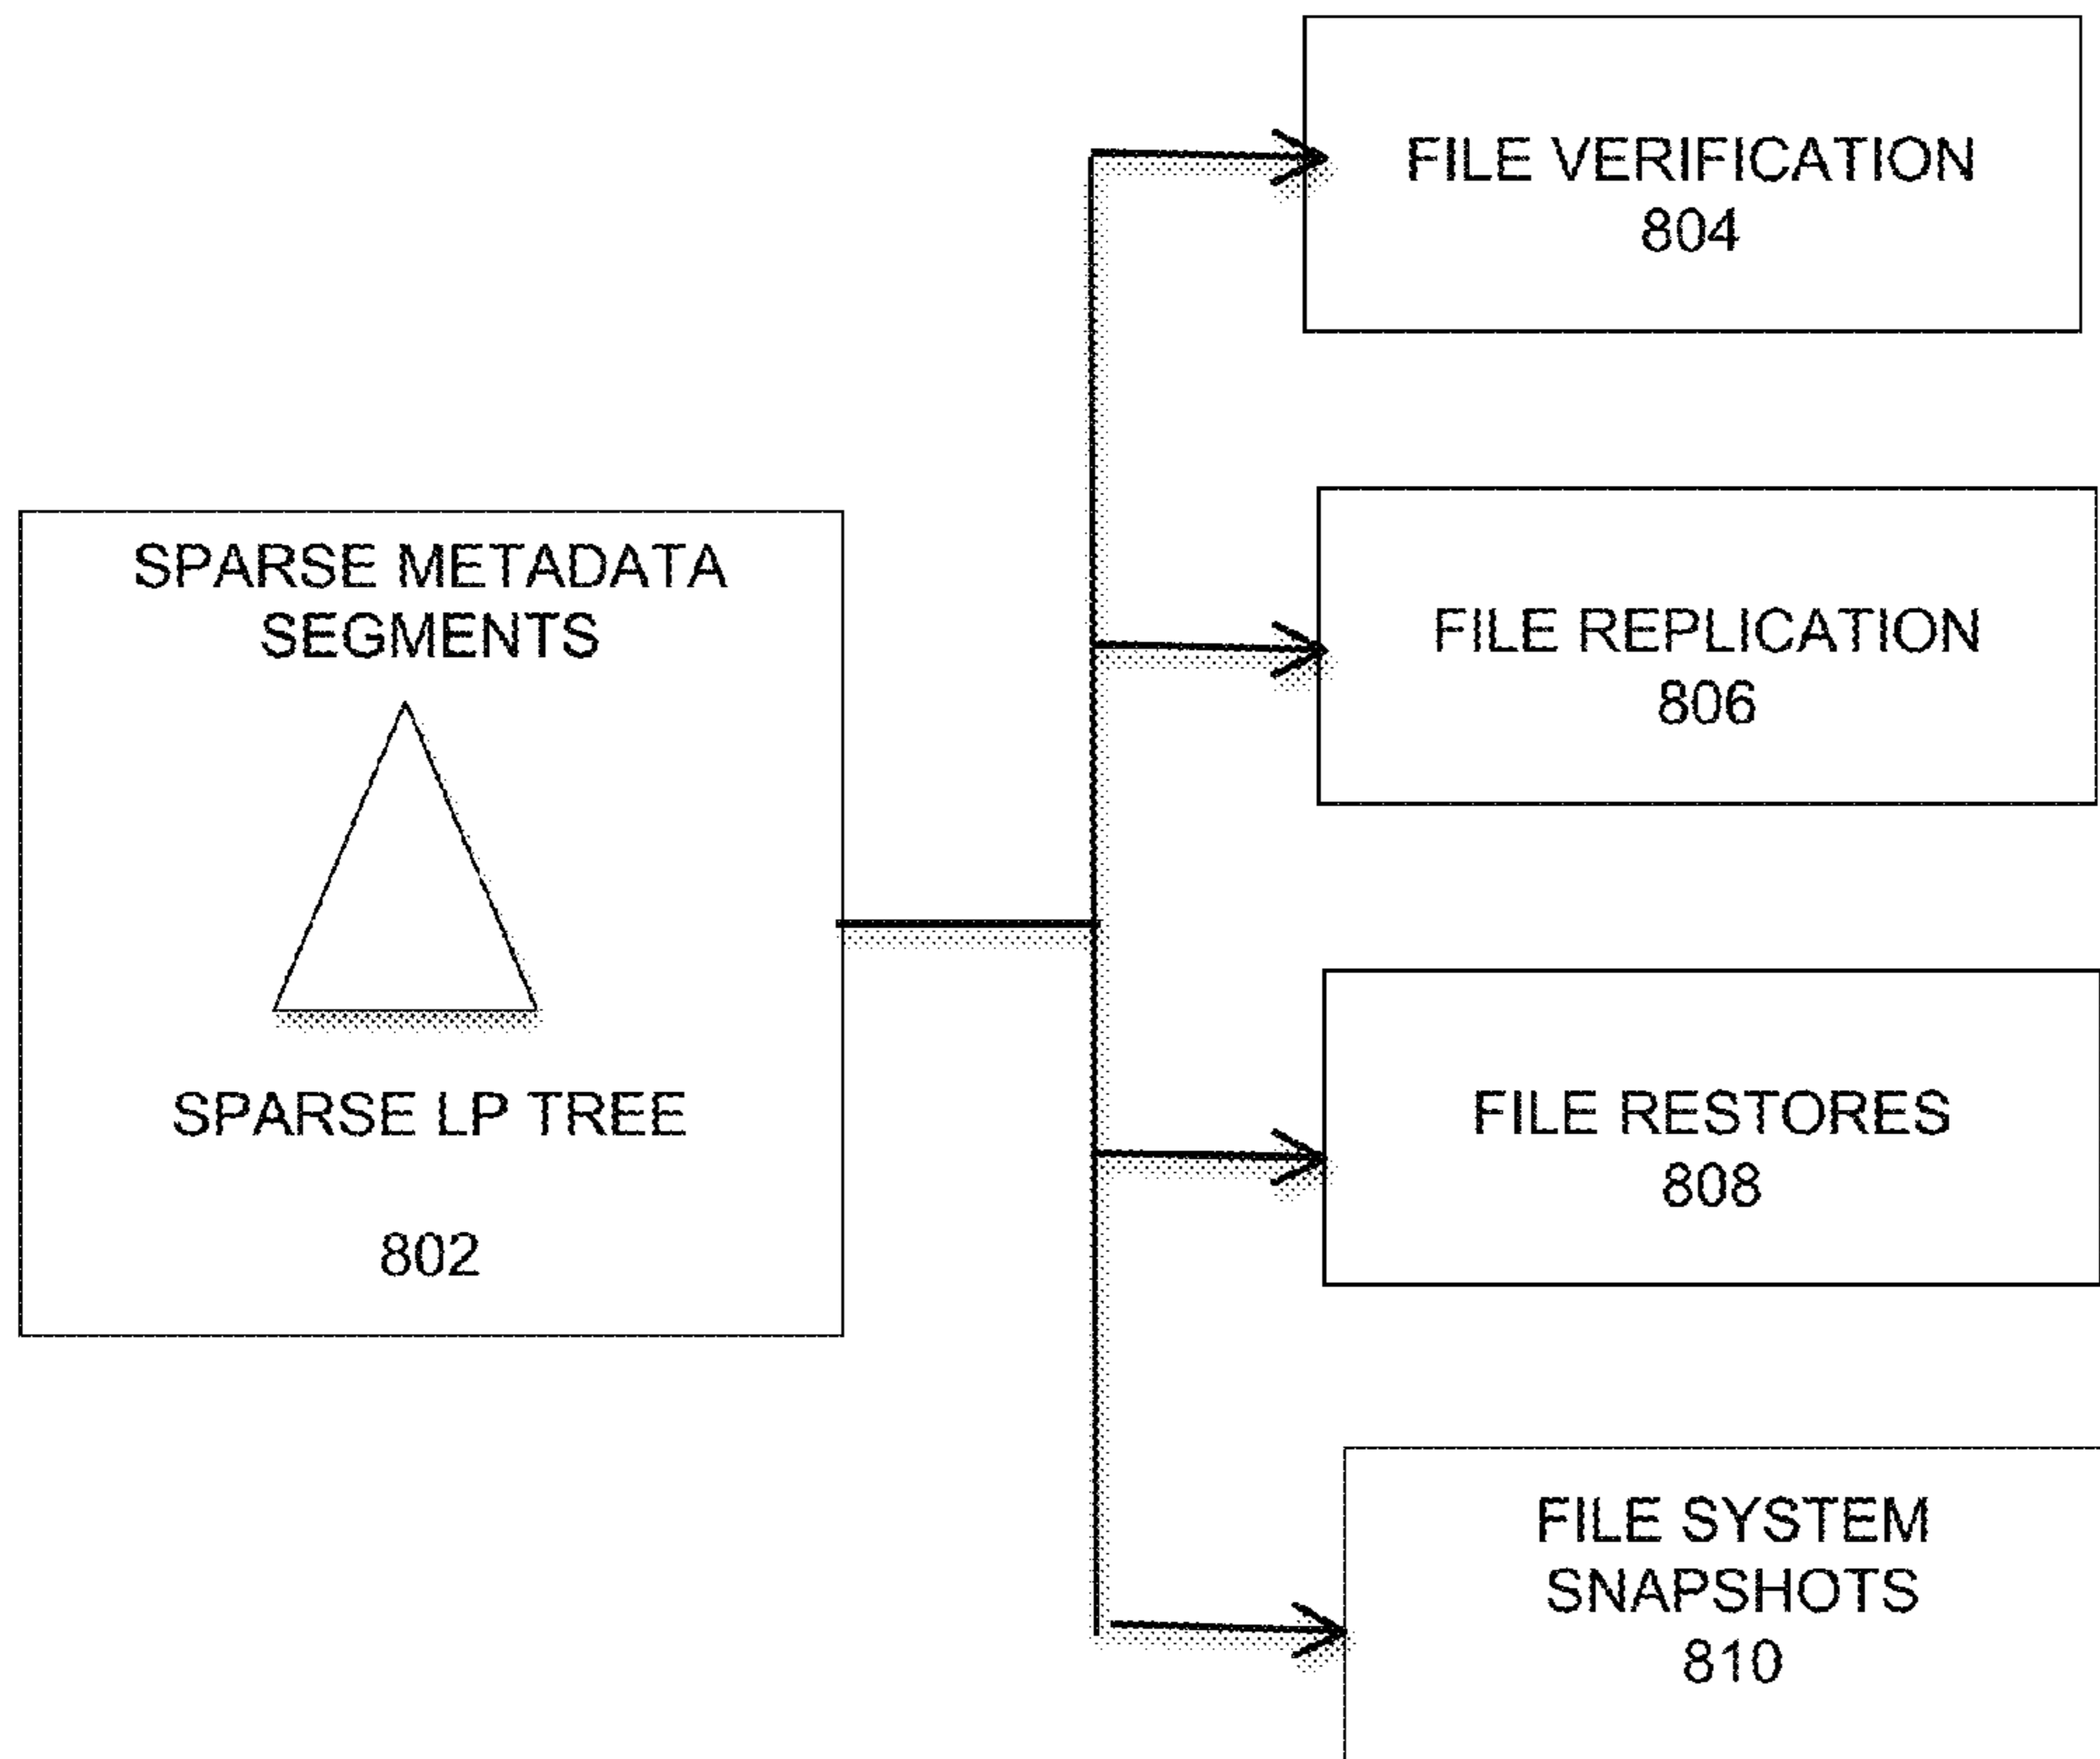 SPARSE METADATA
SEGMENTS
SPARSE LP TREE
802
FILE VERIFICATION
804
FILE REPLICATION
806
FILE RESTORES
808
FILE SYSTEM
SNAPSHOTS
810